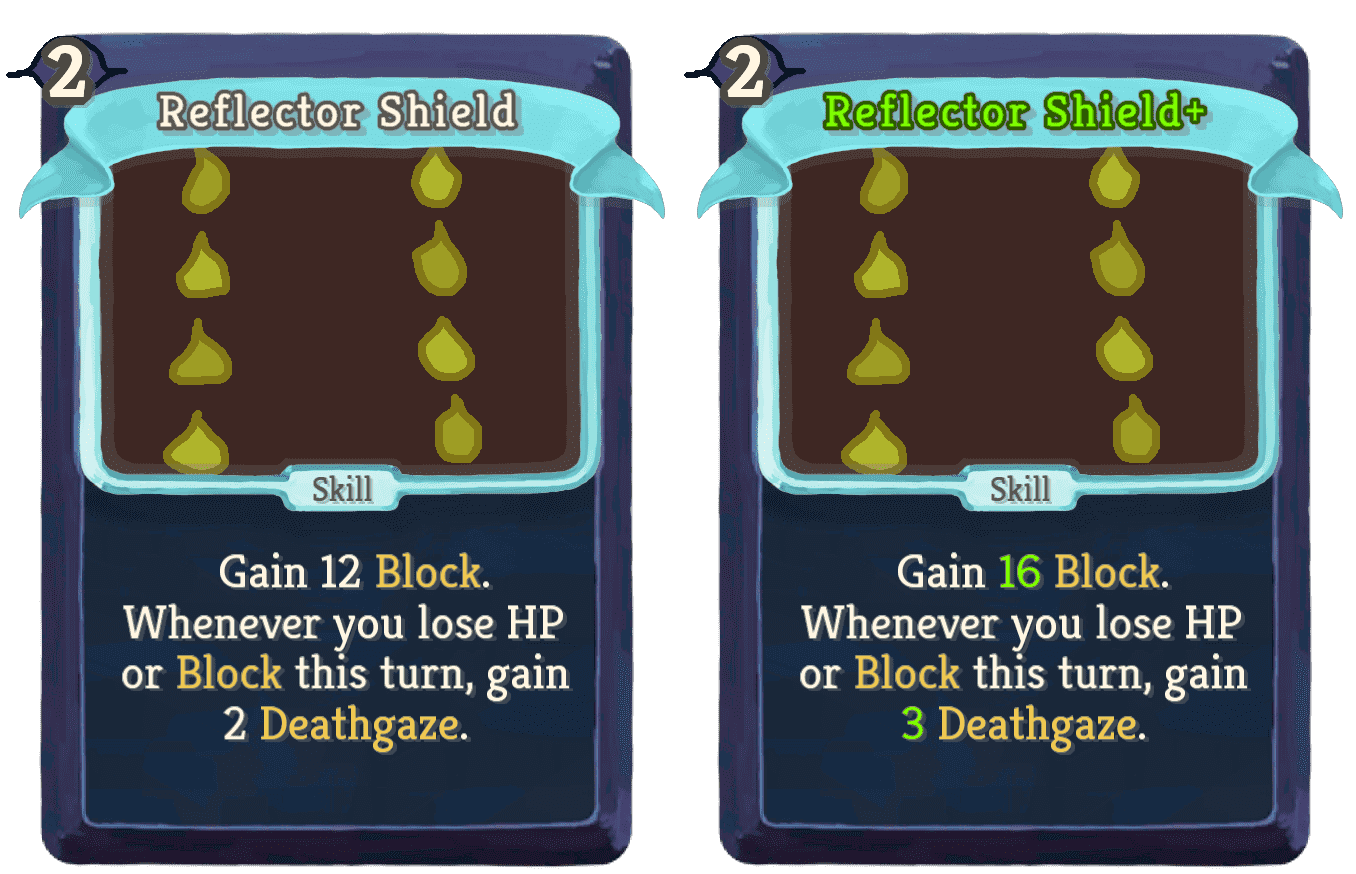 2
Reflector Shield
Skill
Gain 12 Block.
Whenever you lose HP
or Block this turn, gain
2 Deathgaze.
2
Reflector Shield+
Skill
Gain 16 Block.
Whenever you lose HP
or Block this turn, gain
3 Deathgaze.